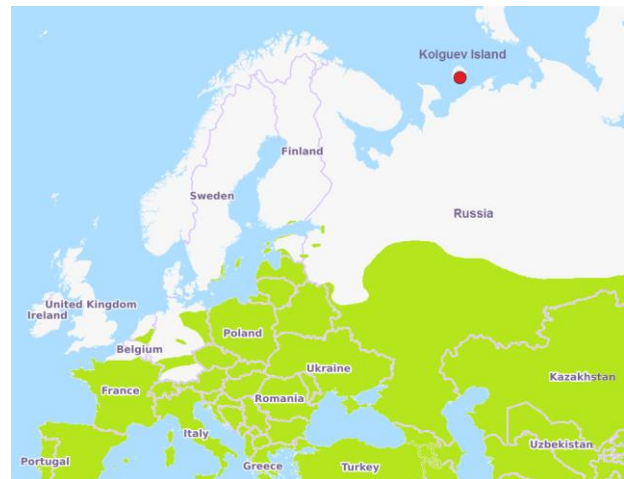 Kolguev Island
Finland
Sweden
Russia
United Kingdom
Ireland
Belgium
Poland
Ukraine
Kazakhstan
France
Romania
Italy
Uzbekistan
Portugal
Greece
Turkey